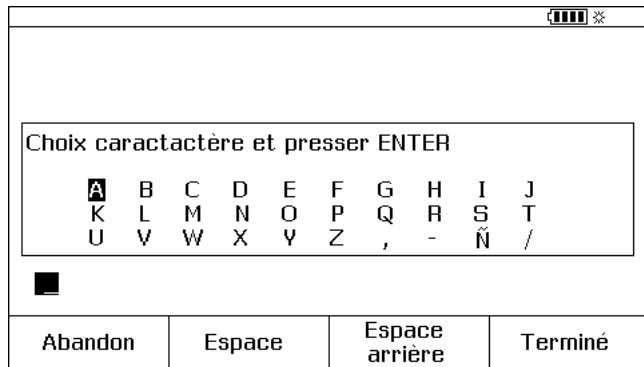 Choix caractactère et presser ENTER
A B C D E F G H I J
K L M N O P Q R S T
U V W X Y Z , - Ñ /
Abandon Espace Espace arrière Terminé